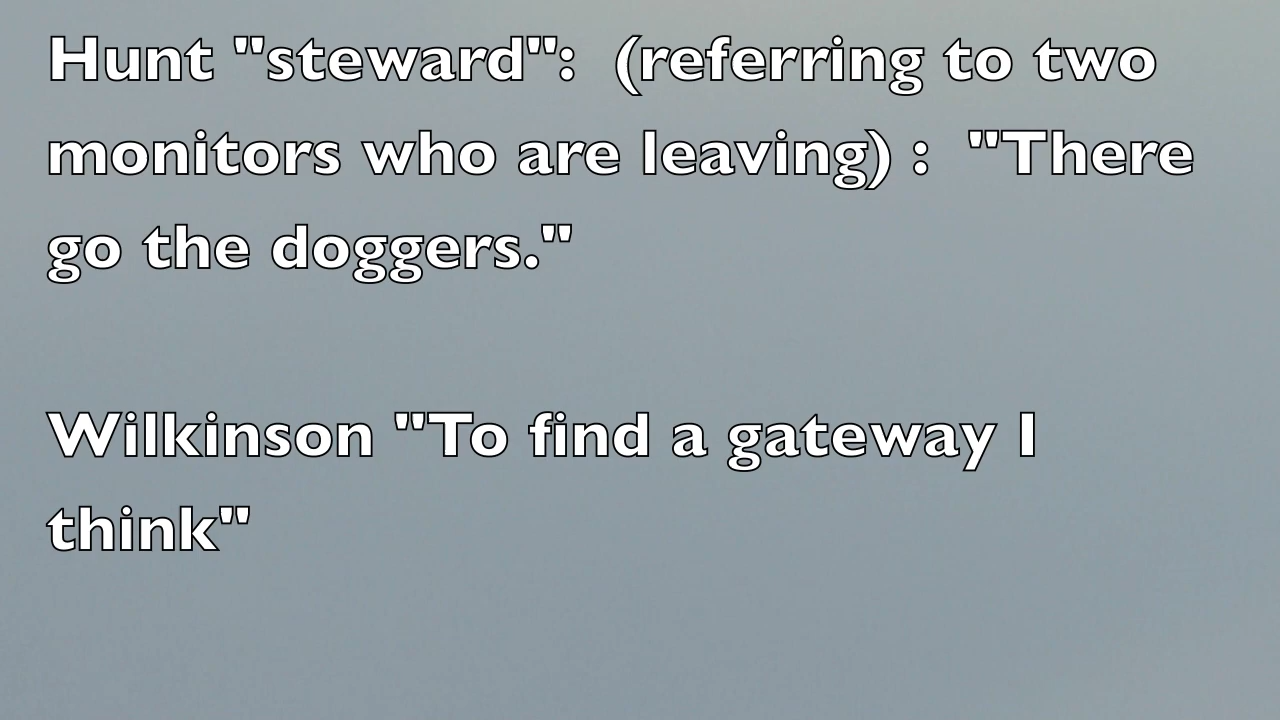 Hunt "steward":  (referring to two
monitors who are leaving) :  "There
go the doggers."
Wilkinson "To find a gateway I
think"